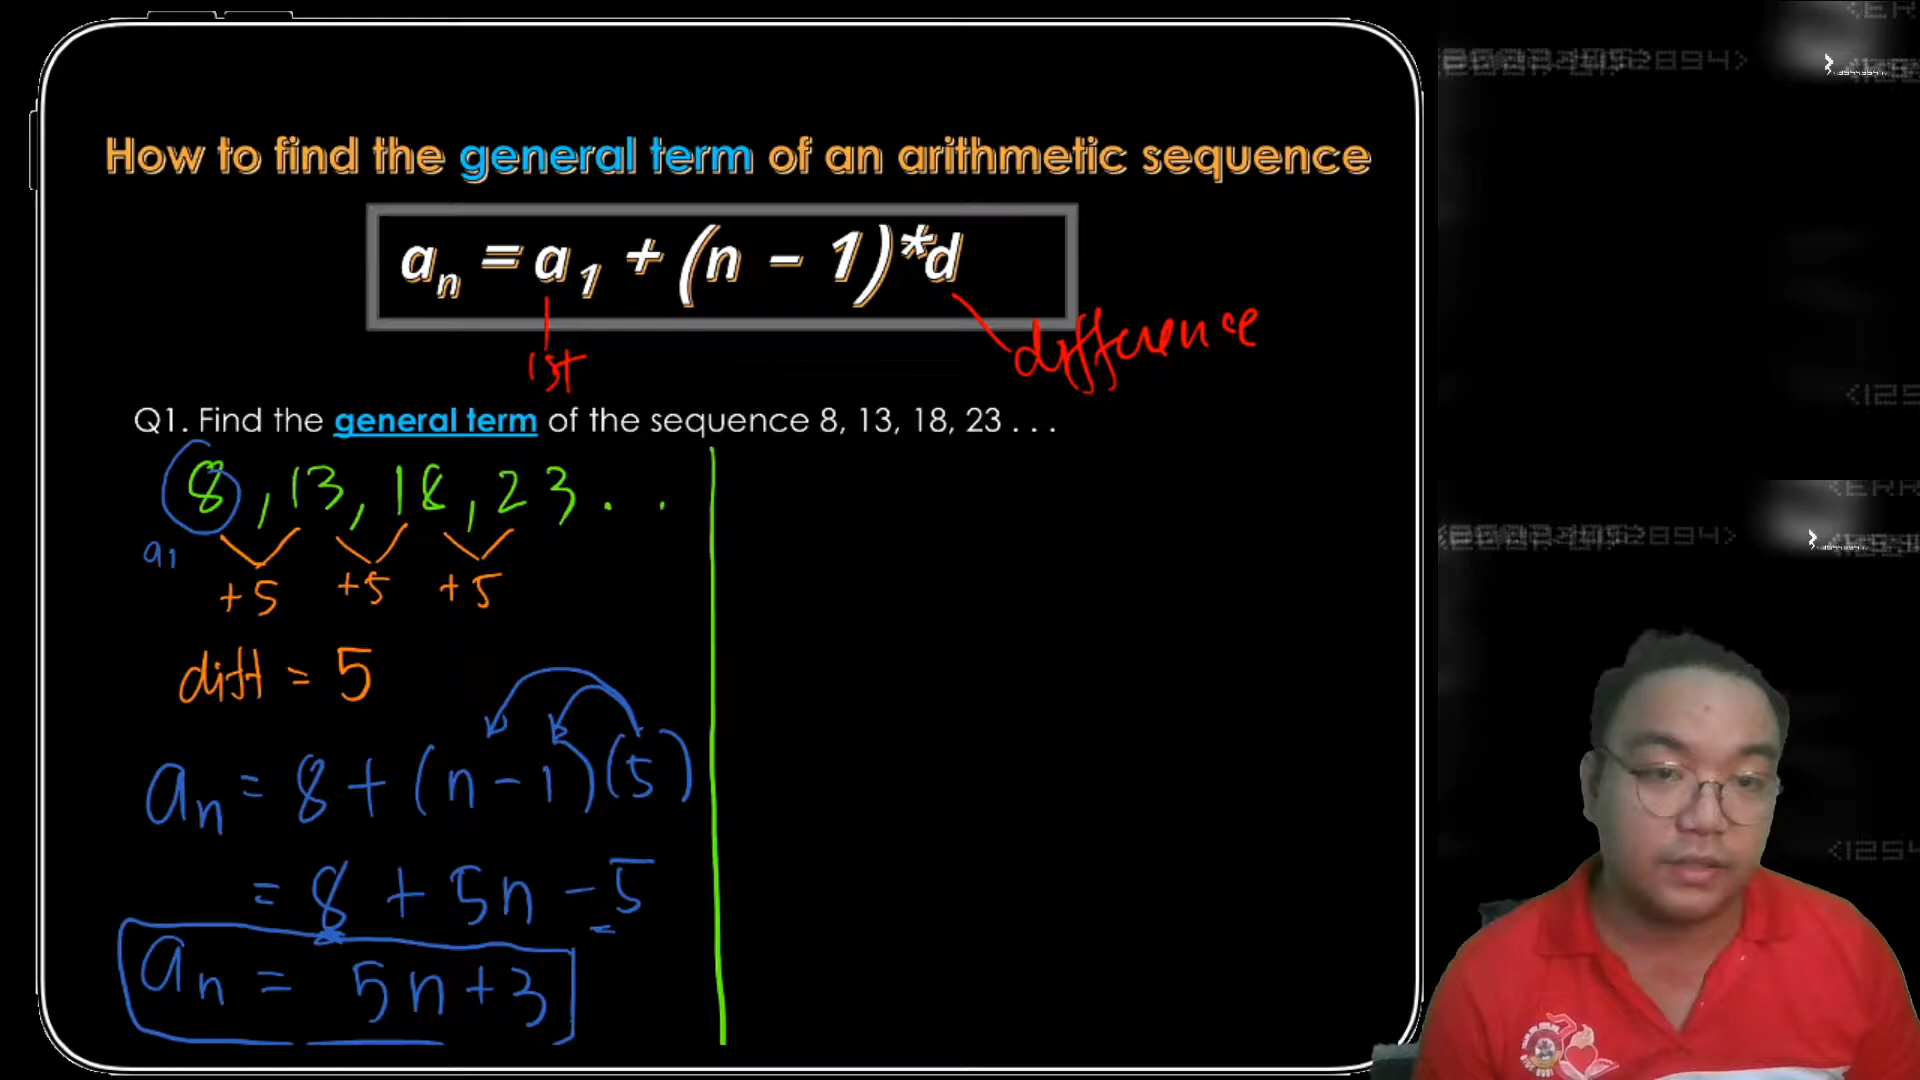 How to find the general term of an arithmetic sequence
aₙ = a₁ + (n – 1)*d
1st
difference
Q1. Find the general term of the sequence 8, 13, 18, 23 . . .
8 , 13 , 18 , 23 . .
a₁
+5 +5 +5
diff = 5
aₙ = 8 + (n – 1)(5)
= 8 + 5n – 5
aₙ = 5n + 3